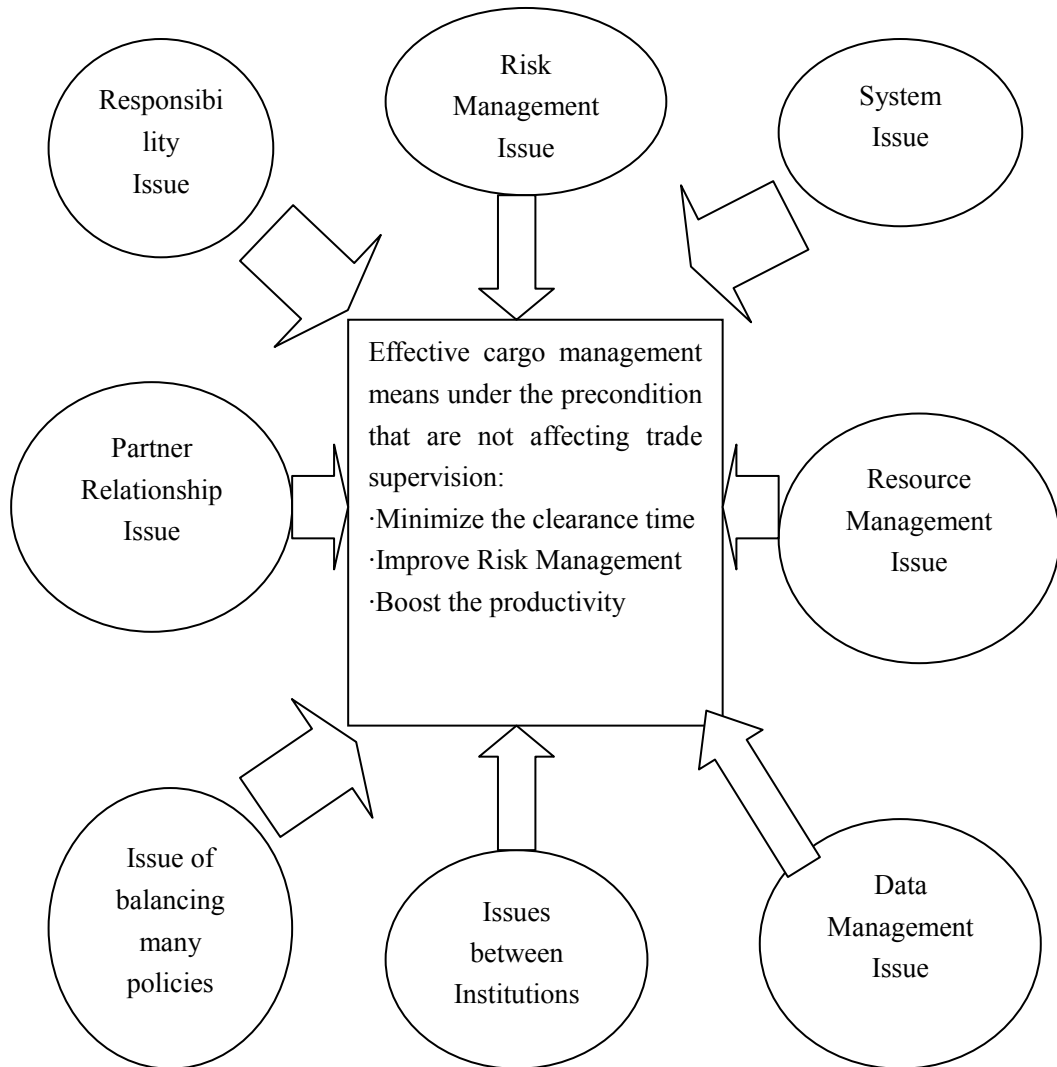 Responsibi
lity
Issue
Risk
Management
Issue
System
Issue
Effective cargo management
means under the precondition
that are not affecting trade
supervision:
·Minimize the clearance time
·Improve Risk Management
·Boost the productivity
Partner
Relationship
Issue
Resource
Management
Issue
Issue of
balancing
many
policies
Issues
between
Institutions
Data
Management
Issue